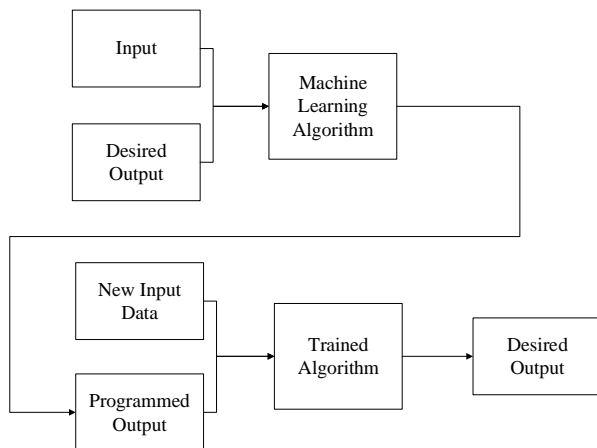 Input
Machine
Learning
Algorithm
Desired
Output
New Input
Data
Trained
Algorithm
Desired
Output
Programmed
Output